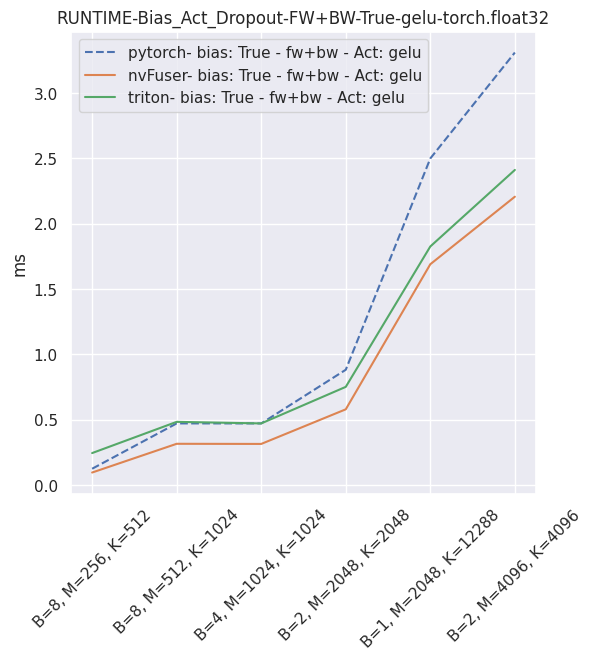 RUNTIME-Bias_Act_Dropout-FW+BW-True-gelu-torch.float32
pytorch- bias: True - fw+bw - Act: gelu
nvFuser- bias: True - fw+bw - Act: gelu
triton- bias: True - fw+bw - Act: gelu
3.0
2.5
2.0
1.5
1.0
0.5
0.0
ms
B=8, M=256, K=512
B=8, M=512, K=1024
B=4, M=1024, K=1024
B=2, M=2048, K=2048
B=1, M=2048, K=12288
B=2, M=4096, K=4096